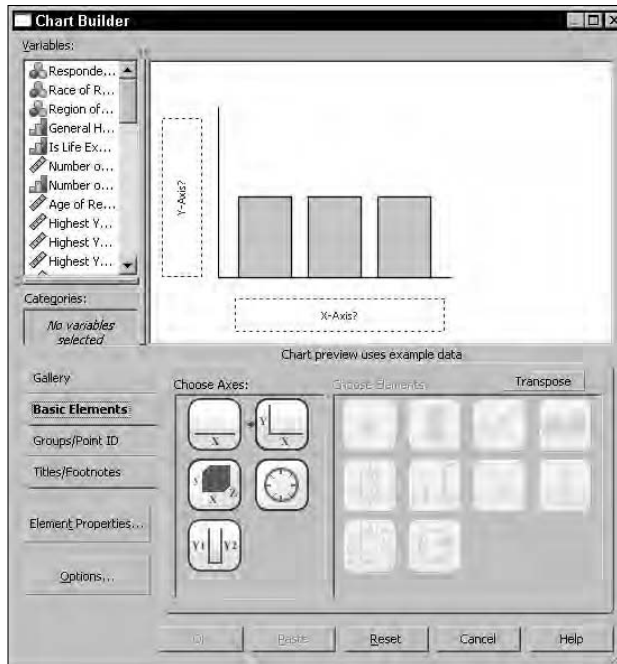 Chart Builder
Variables:
Responde...
Race of R...
Region of...
General H...
Is Life Ex...
Number o...
Number o...
Age of Re...
Highest Y...
Highest Y...
Highest Y...
Y-Axis?
X-Axis?
Categories:
No variables
selected
Chart preview uses example data
Gallery
Basic Elements
Groups/Point ID
Titles/Footnotes
Element Properties...
Options...
Choose Axes:
X
Y
X
Y
X
Z
Y1
Y2
Choose Elements
Transpose
Paste
Reset
Cancel
Help